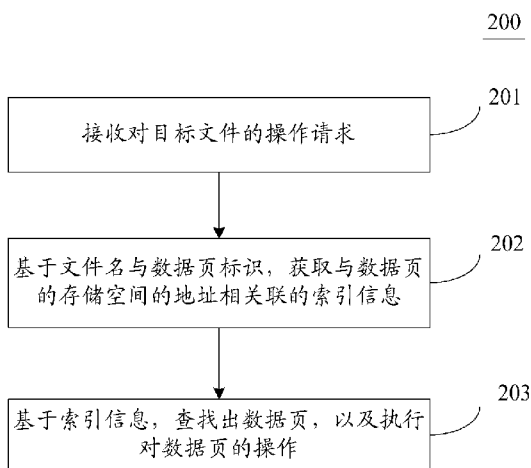 200
201
接收对目标文件的操作请求
202
基于文件名与数据页标识，获取与数据页
的存储空间的地址相关联的索引信息
203
基于索引信息，查找出数据页，以及执行
对数据页的操作